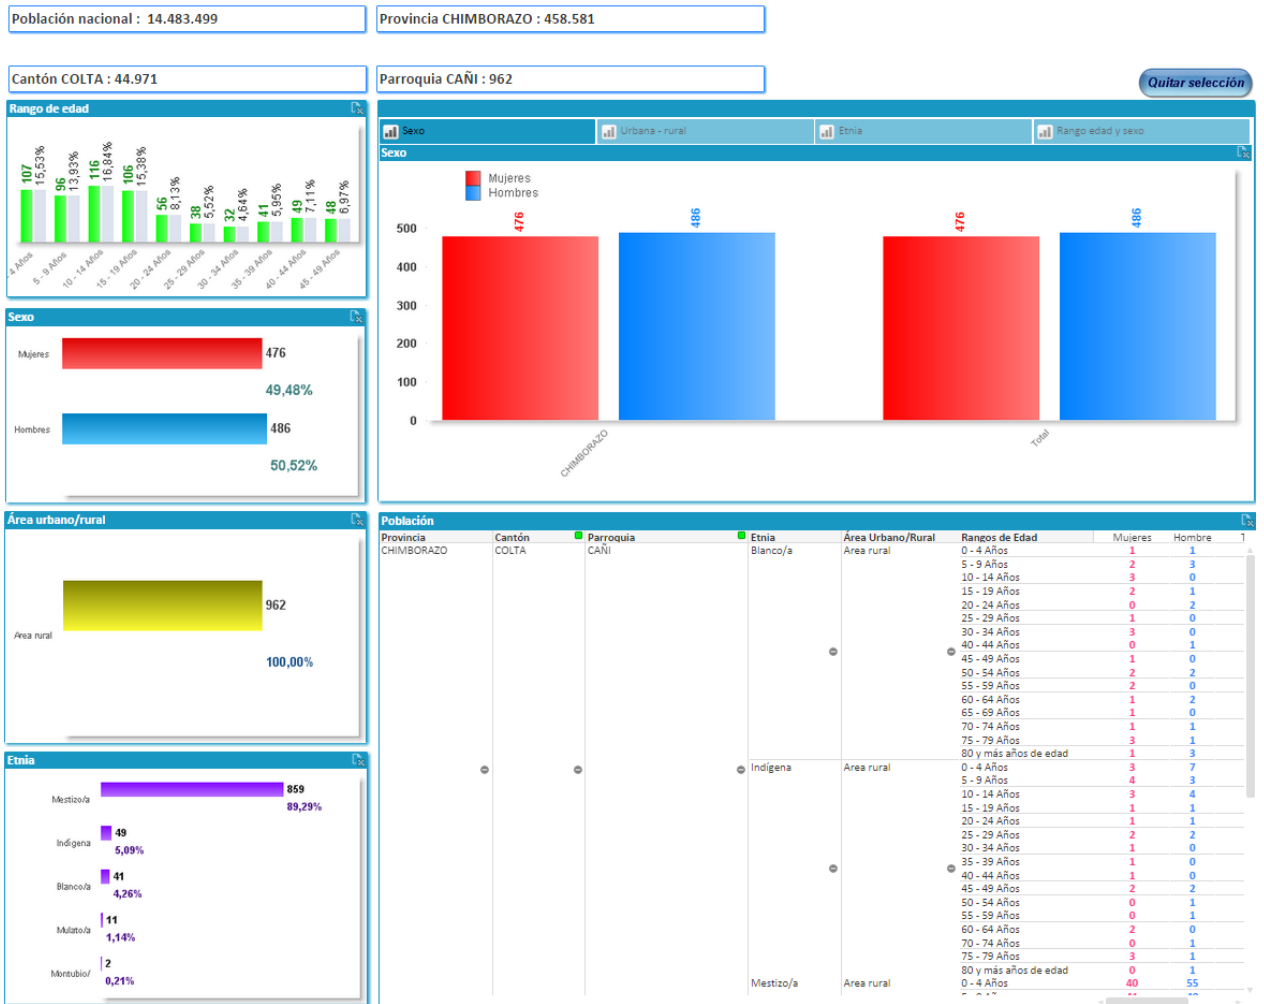 Población nacional : 14.483.499
Provincia CHIMBORAZO : 458.581
Cantón COLTA : 44.971
Parroquia CAÑI : 962
Quitar selección
Rango de edad
107 15,53%
96 13,93%
116 16,84%
106 15,38%
56 8,13%
38 5,52%
32 4,64%
41 5,95%
49 7,11%
48 6,97%
4 Años
5 - 9 Años
10 - 14 Años
15 - 19 Años
20 - 24 Años
25 - 29 Años
30 - 34 Años
35 - 39 Años
40 - 44 Años
45 - 49 Años
Sexo
Mujeres 476
49,48%
Hombres 486
50,52%
Área urbano/rural
962
Area rural
100,00%
Etnia
Mestizo/a 859
89,29%
Indígena 49
5,09%
Blanco/a 41
4,26%
Mulato/a 11
1,14%
Montubio/ 2
0,21%
Sexo Urbana - rural Etnia Rango edad y sexo
Sexo
Mujeres
Hombres
476 486 476 486
500
400
300
200
100
0
CHIMBORAZO Total
Población
Provincia Cantón Parroquia Etnia Área Urbano/Rural Rangos de Edad Mujeres Hombre
CHIMBORAZO COLTA CAÑI Blanco/a Area rural 0 - 4 Años 1 1
5 - 9 Años 2 3
10 - 14 Años 3 0
15 - 19 Años 2 1
20 - 24 Años 0 2
25 - 29 Años 1 0
30 - 34 Años 3 0
40 - 44 Años 0 1
45 - 49 Años 1 0
50 - 54 Años 2 2
55 - 59 Años 2 0
60 - 64 Años 1 2
65 - 69 Años 1 0
70 - 74 Años 1 1
75 - 79 Años 3 1
80 y más años de edad 1 3
Indígena Area rural 0 - 4 Años 3 7
5 - 9 Años 4 3
10 - 14 Años 3 4
15 - 19 Años 1 1
20 - 24 Años 1 1
25 - 29 Años 2 2
30 - 34 Años 1 0
35 - 39 Años 1 0
40 - 44 Años 1 0
45 - 49 Años 2 2
50 - 54 Años 0 1
55 - 59 Años 0 1
60 - 64 Años 2 0
70 - 74 Años 0 1
75 - 79 Años 3 1
80 y más años de edad 0 1
Mestizo/a Area rural 0 - 4 Años 40 55